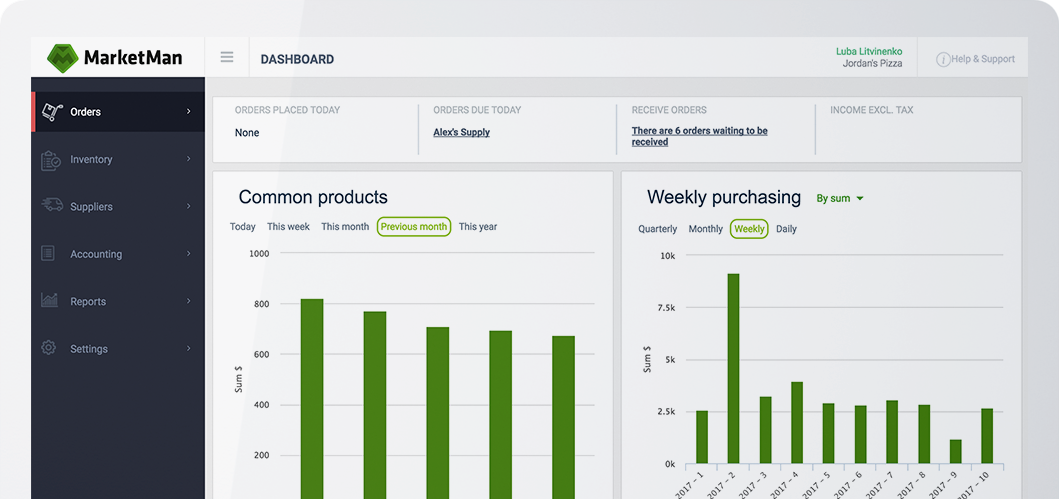 MarketMan
DASHBOARD
Luba Litvinenko
Jordan's Pizza
i Help & Support
Orders
Inventory
Suppliers
Accounting
Reports
Settings
ORDERS PLACED TODAY
None
ORDERS DUE TODAY
Alex's Supply
RECEIVE ORDERS
There are 6 orders waiting to be
received
INCOME EXCL. TAX
Common products
Today This week This month Previous month This year
1000
800
600
400
200
Sum $
Weekly purchasing By sum
Quarterly Monthly Weekly Daily
10k
7.5k
5k
2.5k
0k
Sum $
2017 - 1
2017 - 2
2017 - 3
2017 - 4
2017 - 5
2017 - 6
2017 - 7
2017 - 8
2017 - 9
2017 - 10